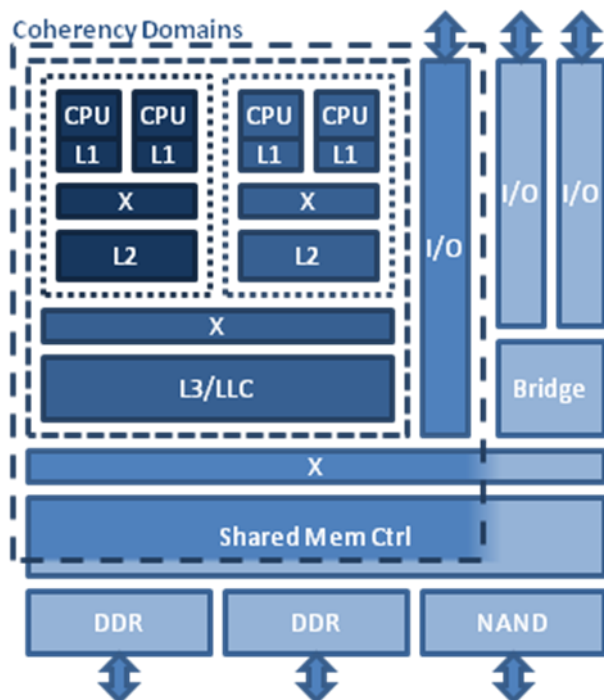 Coherency Domains
CPU CPU CPU CPU
L1 L1 L1 L1
X X
L2 L2
I/O I/O I/O
X
L3/LLC
Bridge
X
Shared Mem Ctrl
DDR DDR NAND